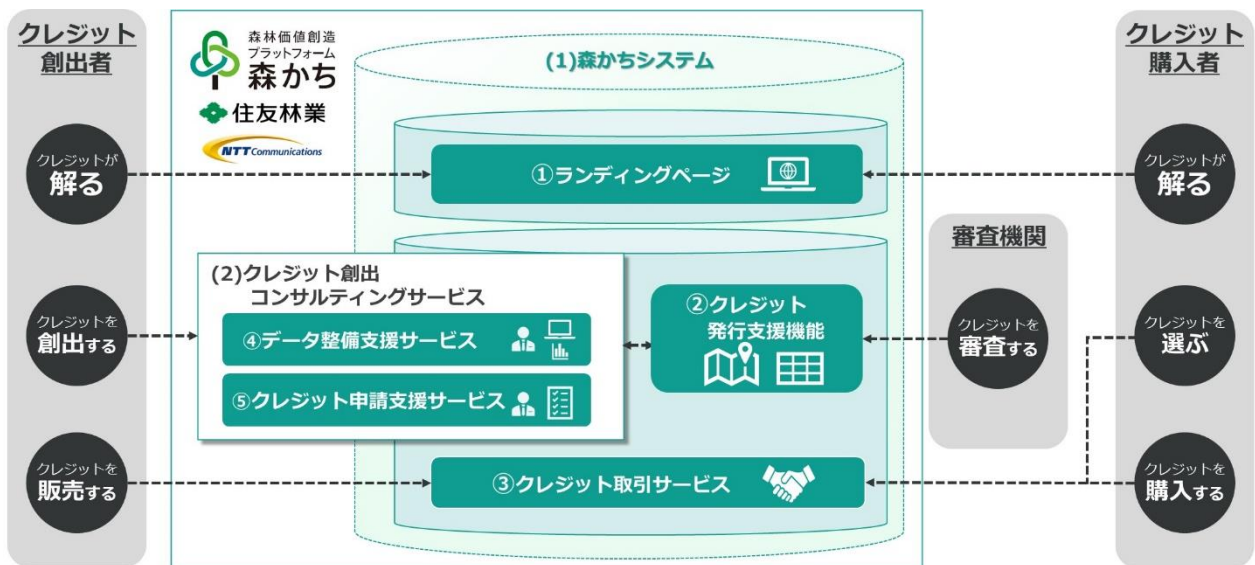 クレジット
創出者
クレジットが
解る
クレジットを
創出する
クレジットを
販売する
森林価値創造
プラットフォーム
森かち
住友林業
NTT Communications
(1)森かちシステム
①ランディングページ
(2)クレジット創出
コンサルティングサービス
④データ整備支援サービス
⑤クレジット申請支援サービス
②クレジット
発行支援機能
③クレジット取引サービス
審査機関
クレジットを
審査する
クレジット
購入者
クレジットが
解る
クレジットを
選ぶ
クレジットを
購入する